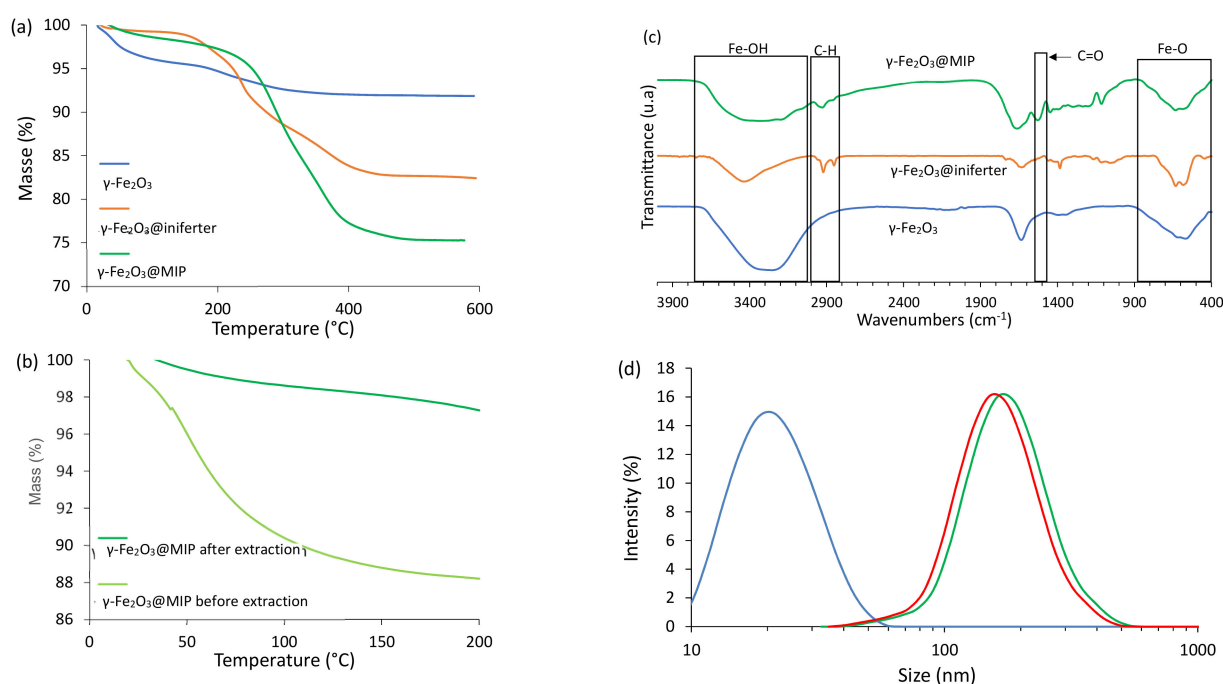 (a)
100
95
90
85
80
75
70
Masse (%)
γ-Fe₂O₃
γ-Fe₂O₃@iniferter
γ-Fe₂O₃@MIP
0 200 400 600
Temperature (°C)
(b)
100
98
96
94
92
90
88
86
Mass (%)
γ-Fe₂O₃@MIP after extraction
γ-Fe₂O₃@MIP before extraction
0 50 100 150 200
Temperature (°C)
(c)
Fe-OH C-H C=O Fe-O
γ-Fe₂O₃@MIP
γ-Fe₂O₃@iniferter
γ-Fe₂O₃
Transmittance (u.a)
3900 3400 2900 2400 1900 1400 900 400
Wavenumbers (cm⁻¹)
(d)
18
16
14
12
10
8
6
4
2
0
Intensity (%)
10 100 1000
Size (nm)